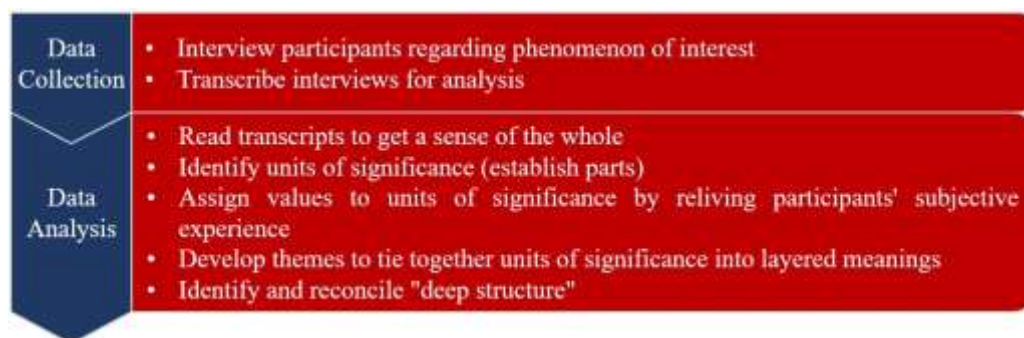 Data
Collection
• Interview participants regarding phenomenon of interest
• Transcribe interviews for analysis
Data
Analysis
• Read transcripts to get a sense of the whole
• Identify units of significance (establish parts)
• Assign values to units of significance by reliving participants' subjective
experience
• Develop themes to tie together units of significance into layered meanings
• Identify and reconcile "deep structure"